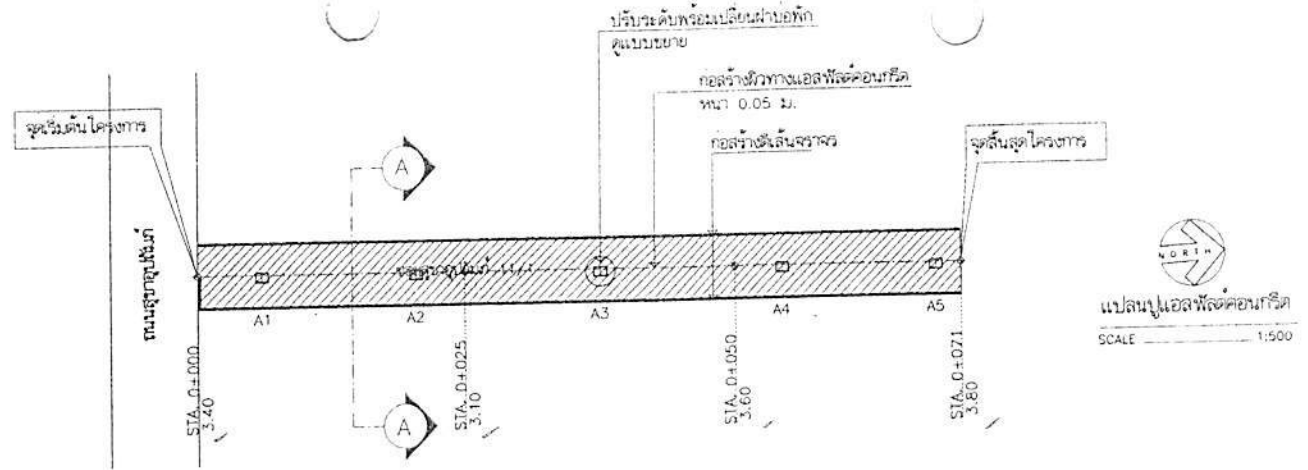 ปรับระดับพร้อมเปลี่ยนฝาบ่อพัก
ดูแบบขยาย
ก่อสร้างผิวทางแอสฟัลต์คอนกรีต
หนา 0.05 ม.
ก่อสร้างตีเส้นจราจร
จุดเริ่มต้นโครงการ
จุดสิ้นสุดโครงการ
A
ถนนสุขาอุปถัมภ์
A1
A2
A3
A4
A5
STA. 0+000
3.40
STA. 0+025
3.10
STA. 0+050
3.60
STA. 0+071
3.80
A
NORTH
แปลนปูแอสฟัลต์คอนกรีต
SCALE 1:500